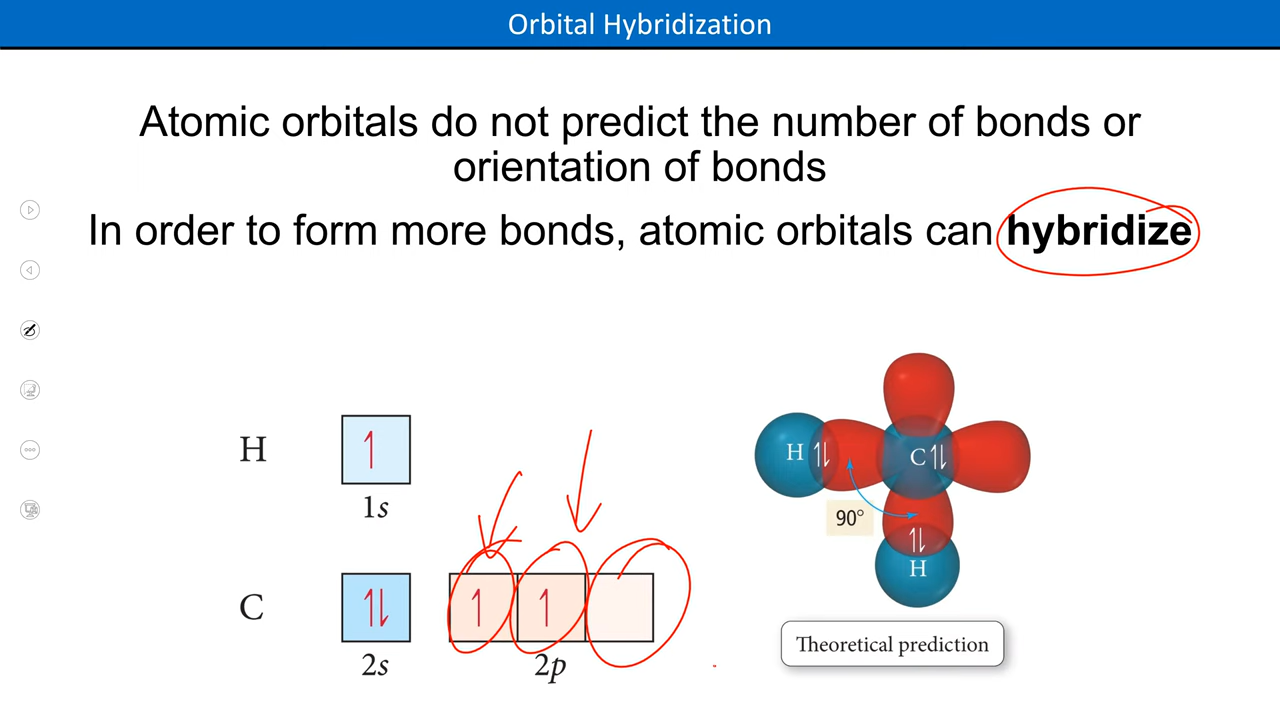 Orbital Hybridization
Atomic orbitals do not predict the number of bonds or
orientation of bonds
In order to form more bonds, atomic orbitals can hybridize
H
1s
C
2s
2p
H
C
90°
H
Theoretical prediction